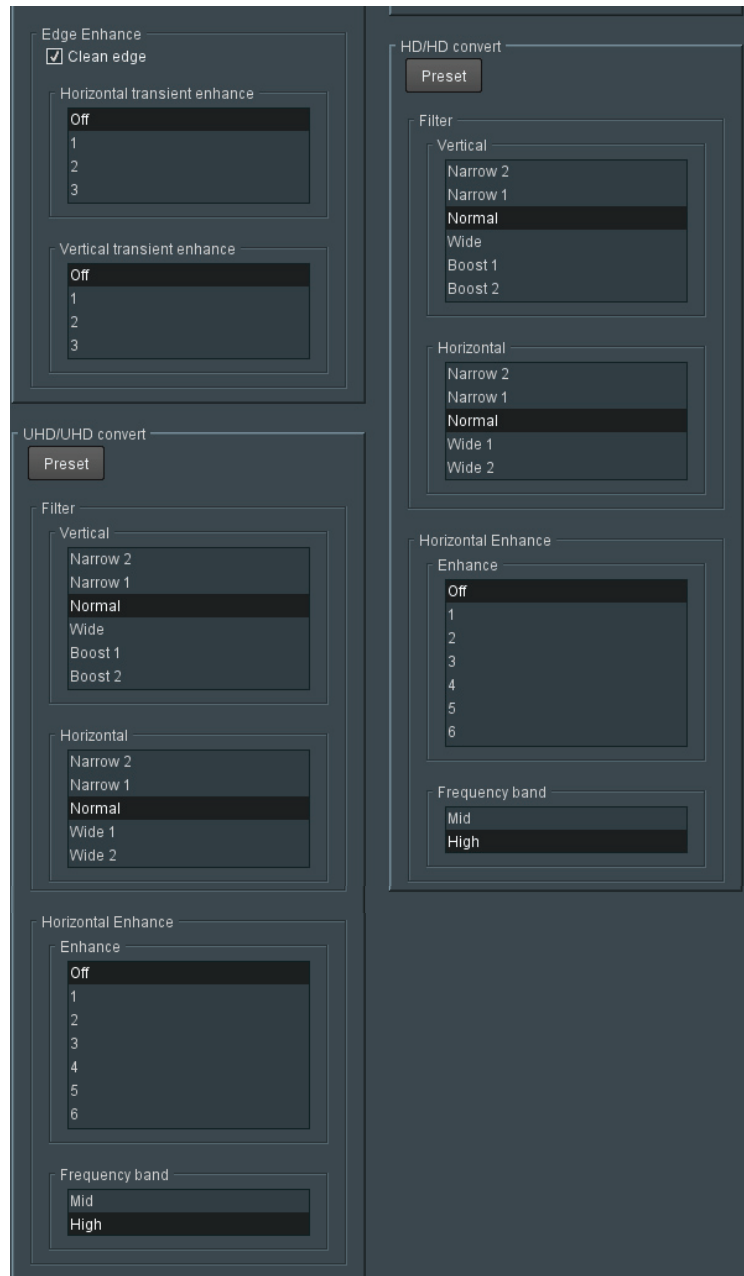 Edge Enhance
Clean edge
Horizontal transient enhance
Off
1
2
3
Vertical transient enhance
Off
1
2
3
UHD/UHD convert
Preset
Filter
Vertical
Narrow 2
Narrow 1
Normal
Wide
Boost 1
Boost 2
Horizontal
Narrow 2
Narrow 1
Normal
Wide 1
Wide 2
Horizontal Enhance
Enhance
Off
1
2
3
4
5
6
Frequency band
Mid
High
HD/HD convert
Preset
Filter
Vertical
Narrow 2
Narrow 1
Normal
Wide
Boost 1
Boost 2
Horizontal
Narrow 2
Narrow 1
Normal
Wide 1
Wide 2
Horizontal Enhance
Enhance
Off
1
2
3
4
5
6
Frequency band
Mid
High